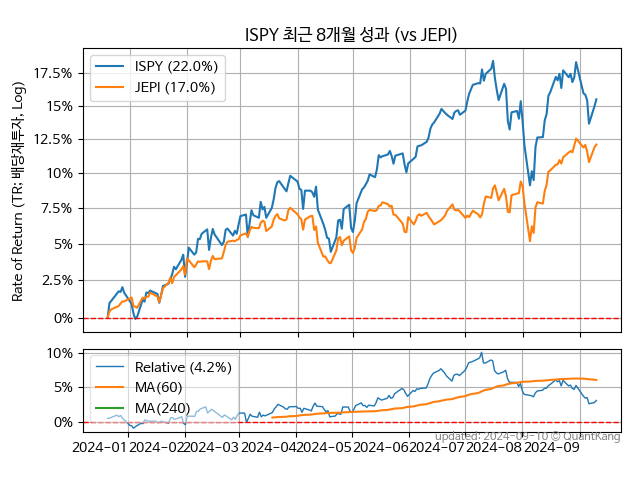 ISPY 최근 8개월 성과 (vs JEPI)
Rate of Return (TR: 배당재투자, Log)
17.5%
15%
12.5%
10%
7.5%
5%
2.5%
0%
ISPY (22.0%)
JEPI (17.0%)
10%
5%
0%
Relative (4.2%)
MA(60)
MA(240)
2024-01 2024-02 2024-03 2024-04 2024-05 2024-06 2024-07 2024-08 2024-09
updated: 2024-09-10 © QuantKang